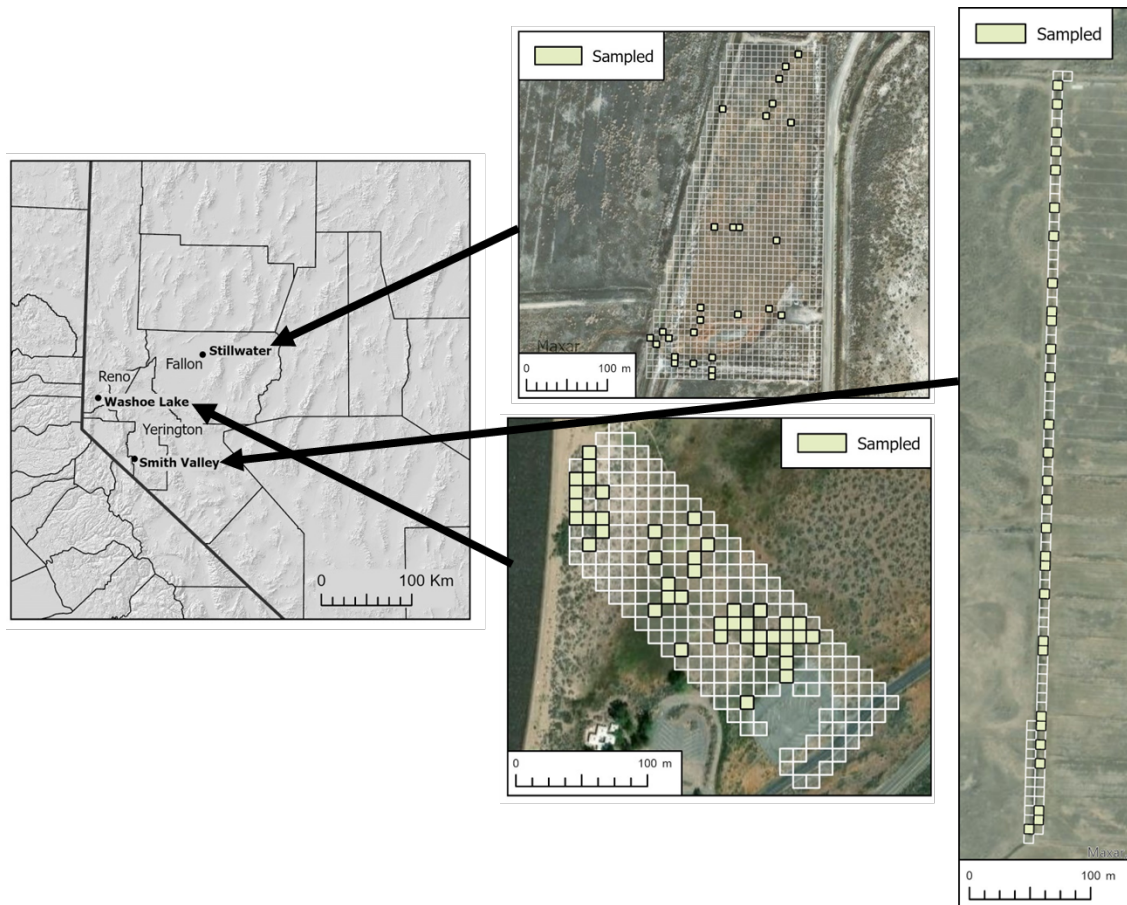 Reno
Fallon
Stillwater
Washoe Lake
Yerington
Smith Valley
0 100 Km
Sampled
Maxar
0 100 m
Sampled
0 100 m
Sampled
Maxar
0 100 m